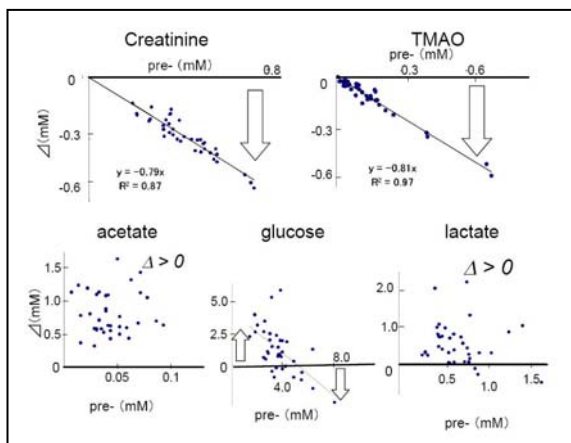 Creatinine
TMAO
pre- (mM)
0.8
pre- (mM)
0.3
0.6
0
-0.3
-0.6
⊿(mM)
y = −0.79x
R² = 0.87
0
-0.3
-0.6
y = −0.81x
R² = 0.97
acetate
glucose
lactate
Δ > 0
Δ > 0
⊿(mM)
1.5
1.0
0.5
0
0.05
0.1
5.0
2.5
0
4.0
8.0
2.0
1.0
0
0.5
1.0
1.5
pre- (mM)
pre- (mM)
pre- (mM)